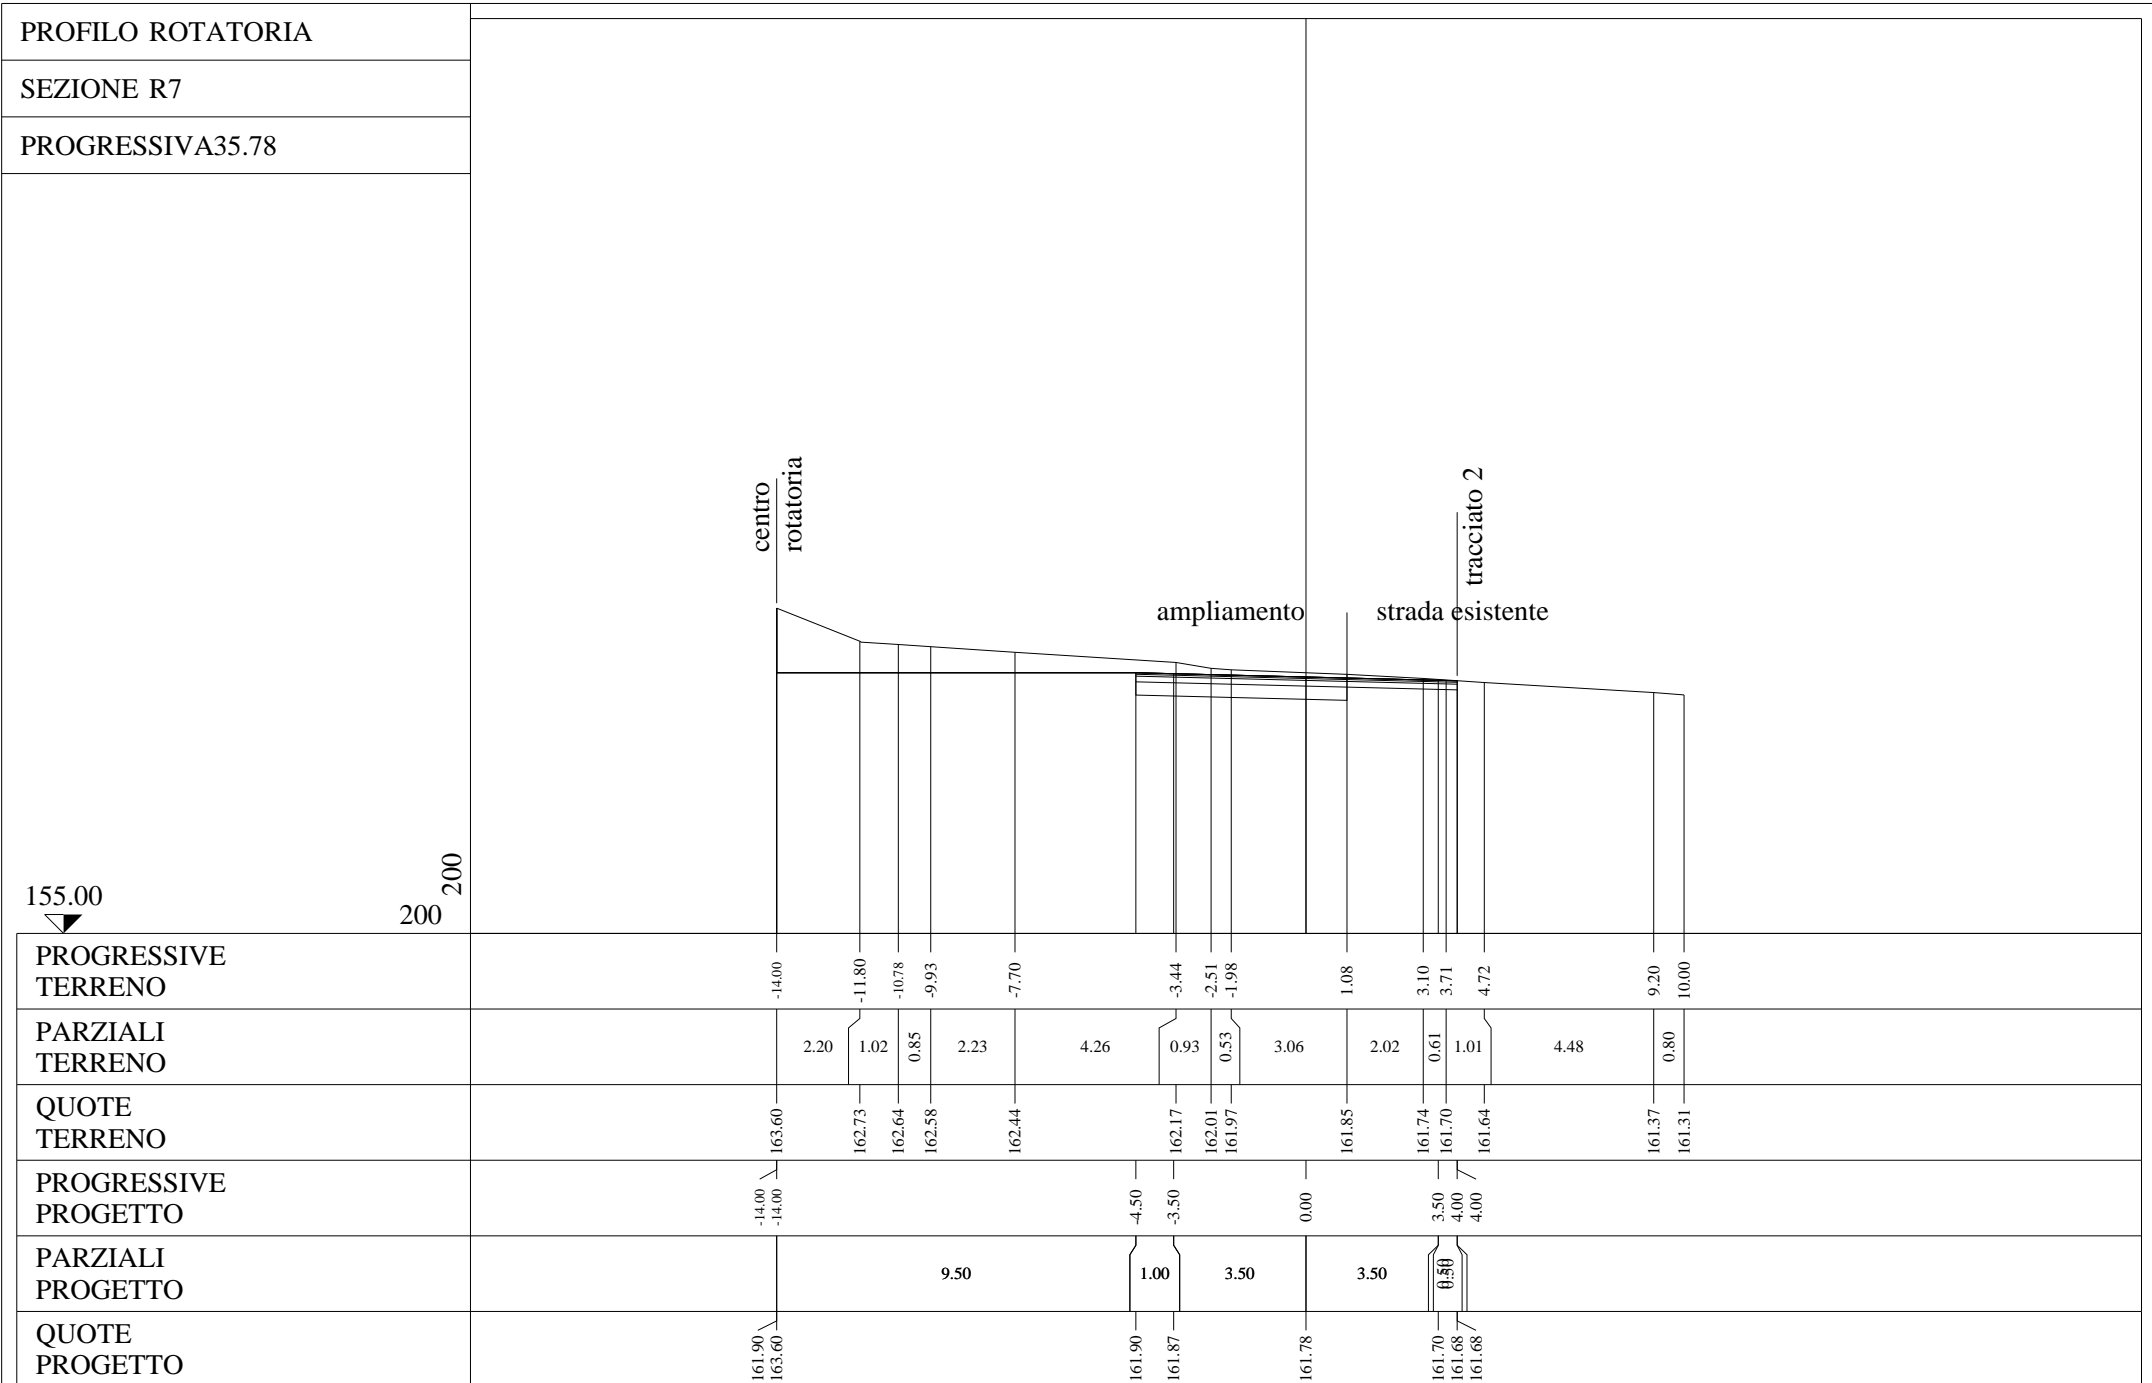 PROFILO ROTATORIA
SEZIONE R7
PROGRESSIVA35.78
centro
rotatoria
tracciato 2
ampliamento
strada esistente
155.00
200
200
PROGRESSIVE
TERRENO
-14.00 -11.80 -10.78 -9.93 -7.70 -3.44 -2.51 -1.98 1.08 3.10 3.71 4.72 9.20 10.00
PARZIALI
TERRENO
2.20 1.02 0.85 2.23 4.26 0.93 0.53 3.06 2.02 0.61 1.01 4.48 0.80
QUOTE
TERRENO
163.60 162.73 162.64 162.58 162.44 162.17 162.01 161.97 161.85 161.74 161.70 161.64 161.37 161.31
PROGRESSIVE
PROGETTO
-14.00 -14.00 -4.50 -3.50 0.00 3.50 4.00 4.00
PARZIALI
PROGETTO
9.50 1.00 3.50 3.50 0.50
QUOTE
PROGETTO
161.90 163.60 161.90 161.87 161.78 161.70 161.68 161.68